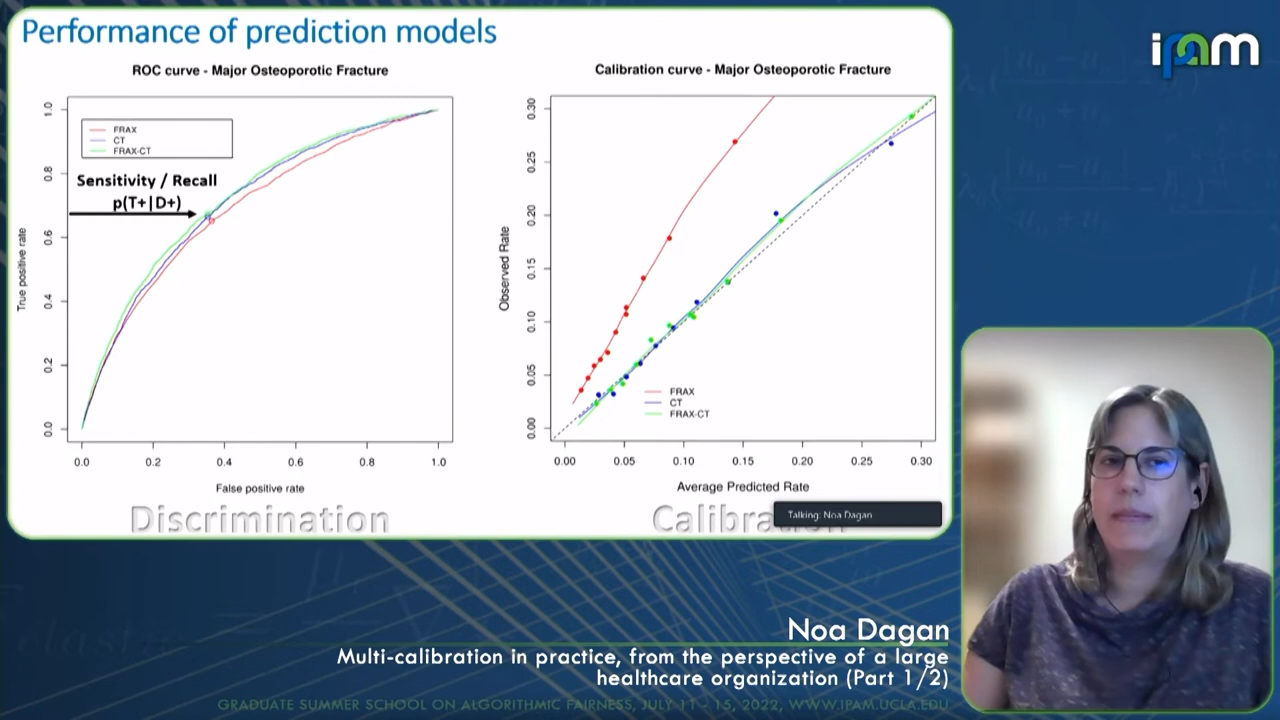 Performance of prediction models
ipam
ROC curve - Major Osteoporotic Fracture
FRAX
CT
FRAX-CT
Sensitivity / Recall
p(T+|D+)
True positive rate
0.0
0.2
0.4
0.6
0.8
1.0
0.0 0.2 0.4 0.6 0.8 1.0
False positive rate
Discrimination
Calibration curve - Major Osteoporotic Fracture
Observed Rate
0.00
0.05
0.10
0.15
0.20
0.25
0.30
FRAX
CT
FRAX-CT
0.00 0.05 0.10 0.15 0.20 0.25 0.30
Average Predicted Rate
Talking: Noa Dagan
Noa Dagan
Multi-calibration in practice, from the perspective of a large
healthcare organization (Part 1/2)
GRADUATE SUMMER SCHOOL ON ALGORITHMIC FAIRNESS, JULY 11 - 15, 2022, WWW.IPAM.UCLA.EDU